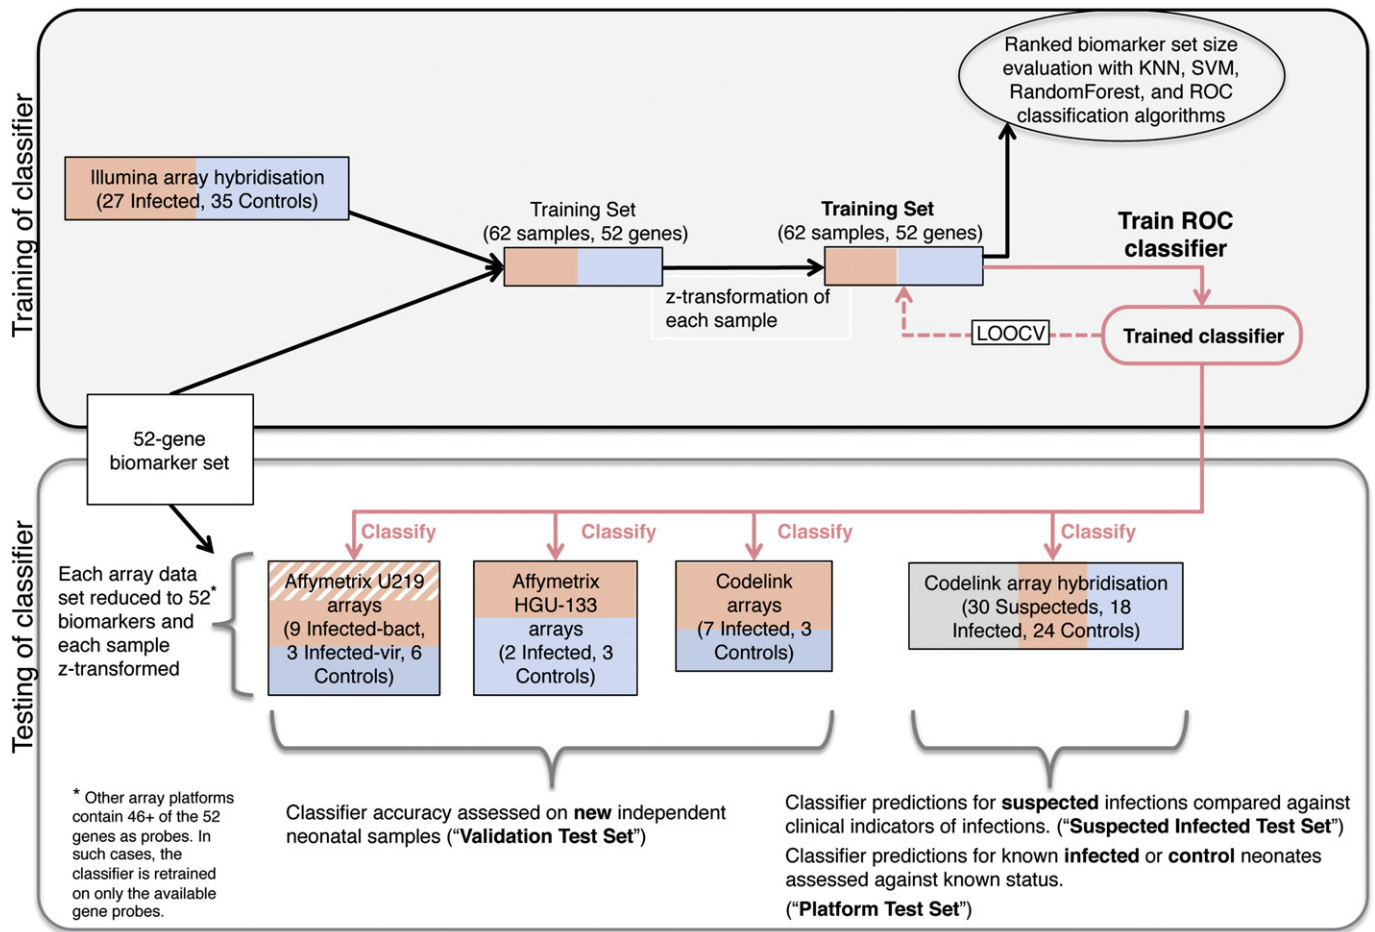 Training of classifier
Ranked biomarker set size
evaluation with KNN, SVM,
RandomForest, and ROC
classification algorithms
Illumina array hybridisation
(27 Infected, 35 Controls)
Training Set
(62 samples, 52 genes)
Training Set
(62 samples, 52 genes)
Train ROC
classifier
z-transformation of
each sample
LOOCV
Trained classifier
52-gene
biomarker set
Testing of classifier
Classify
Classify
Classify
Classify
Each array data
set reduced to 52*
biomarkers and
each sample
z-transformed
Affymetrix U219
arrays
(9 Infected-bact,
3 Infected-vir, 6
Controls)
Affymetrix
HGU-133
arrays
(2 Infected, 3
Controls)
Codelink
arrays
(7 Infected, 3
Controls)
Codelink array hybridisation
(30 Suspecteds, 18
Infected, 24 Controls)
* Other array platforms
contain 46+ of the 52
genes as probes. In
such cases, the
classifier is retrained
on only the available
gene probes.
Classifier accuracy assessed on new independent
neonatal samples (“Validation Test Set”)
Classifier predictions for suspected infections compared against
clinical indicators of infections. (“Suspected Infected Test Set”)
Classifier predictions for known infected or control neonates
assessed against known status.
(“Platform Test Set”)